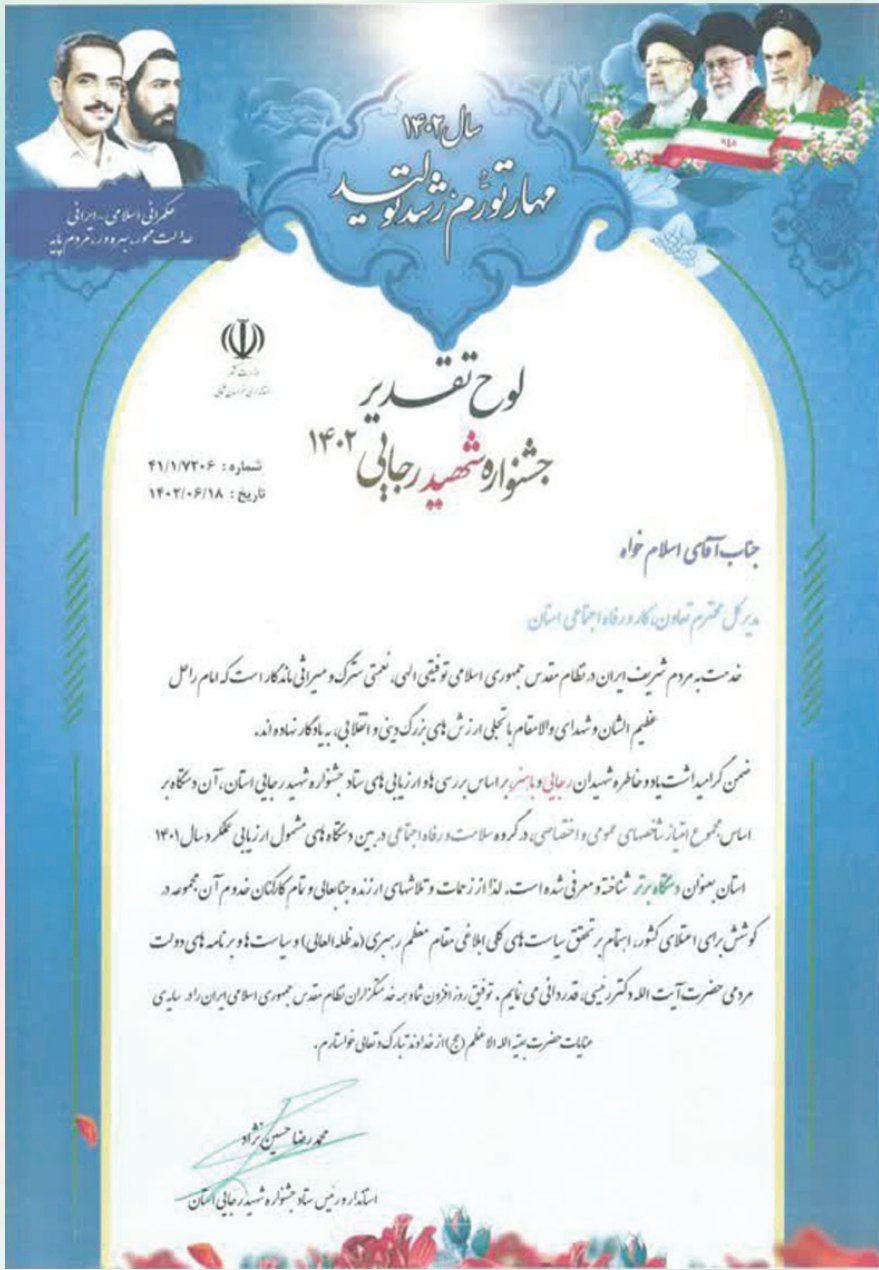 سال ۱۴۰۲
مهار تورّم رشد تولید
حکمرانی اسلامی - ایرانی
عدالت محور، بهره ور، مردم پایه
وزارت کشور
استانداری خراسان شمالی
لوح تقدیر
جشنواره شهید رجایی ۱۴۰۲
شماره : ۴۱/۱/۷۲۰۶
تاریخ : ۱۴۰۲/۰۶/۱۸
جناب آقای اسلام خواه
مدیر کل محترم تعاون، کار و رفاه اجتماعی استان
خدمت به مردم شریف ایران در نظام مقدس جمهوری اسلامی توفیقی الهی، نعمتی سترگ و میراثی ماندگار است که امام راحل
عظیم الشان و شهدای والامقام با تجلی ارزش های بزرگ دینی و انقلابی، به یادگار نهاده اند.
ضمن گرامیداشت یاد و خاطره شهیدان رجایی و باهنر، بر اساس بررسی ها و ارزیابی های ستاد جشنواره شهید رجایی استان، آن دستگاه بر
اساس مجموع امتیاز شاخصهای عمومی و اختصاصی، در گروه سلامت و رفاه اجتماعی در بین دستگاه های مشمول ارزیابی عملکرد سال ۱۴۰۱
استان بعنوان دستگاه برتر شناخته و معرفی شده است. لذا از زحمات و تلاشهای ارزنده جنابعالی و تمام کارکنان خدوم آن مجموعه در
کوشش برای اعتلای کشور، اهتمام بر تحقق سیاست های کلی ابلاغی مقام معظم رهبری (مدظله العالی) و سیاست ها و برنامه های دولت
مردمی حضرت آیت الله دکتر رئیسی، قدردانی می نمایم. توفیق روز افزون شما و همه خدمتگزاران نظام مقدس جمهوری اسلامی ایران را در سایه ی
عنایات حضرت بقیه الله الاعظم (عج) از خداوند تبارک و تعالی خواستارم.
محمدرضا حسین نژاد
استاندار و رئیس ستاد جشنواره شهید رجایی استان